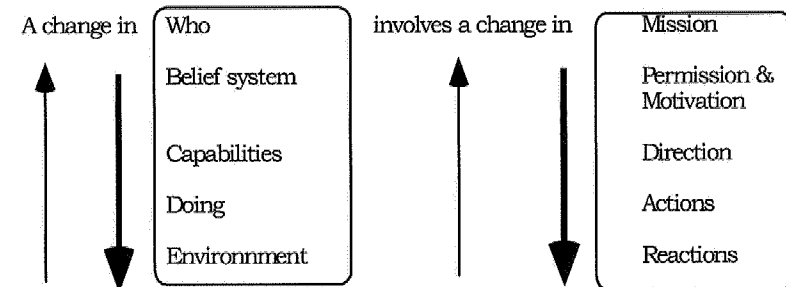 A change in Who involves a change in Mission
Belief system Permission &
Motivation
Capabilities Direction
Doing Actions
Environnment Reactions